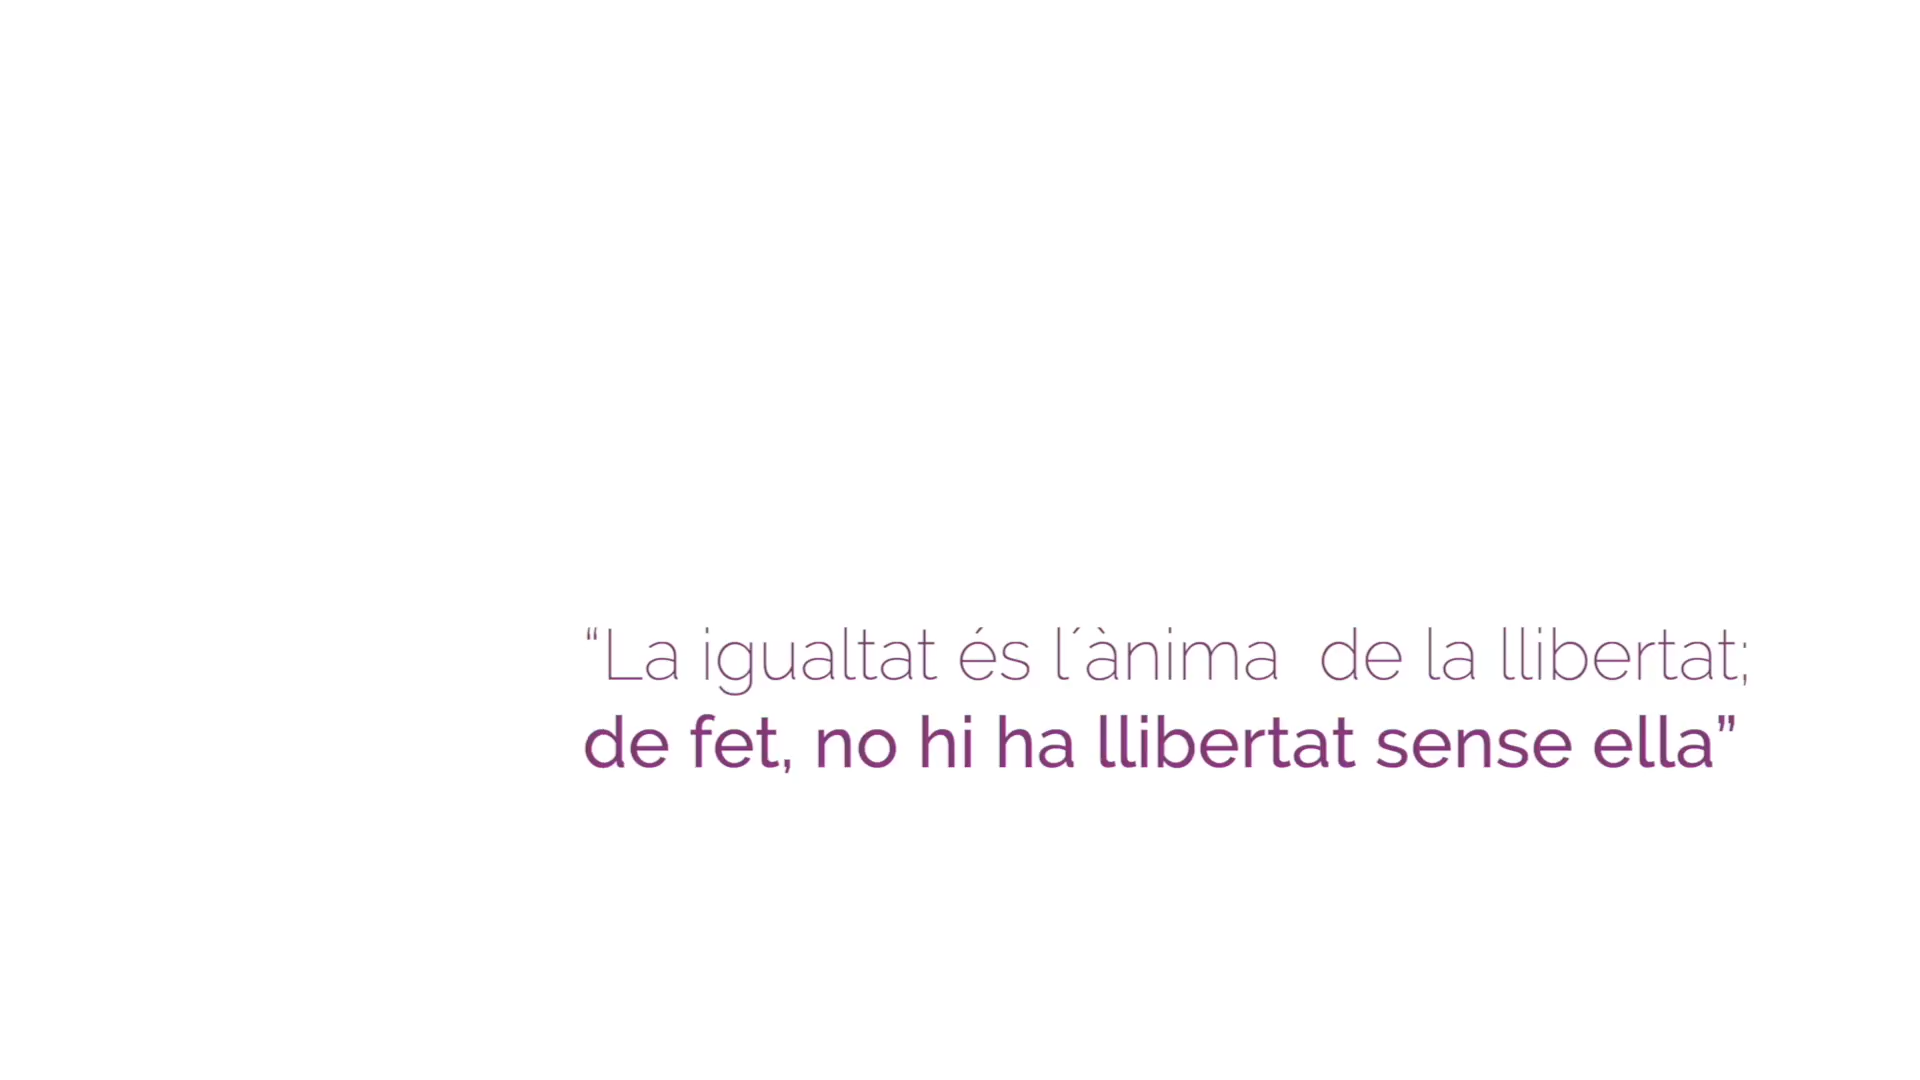 “La igualtat és l´ànima  de la llibertat;
de fet, no hi ha llibertat sense ella”